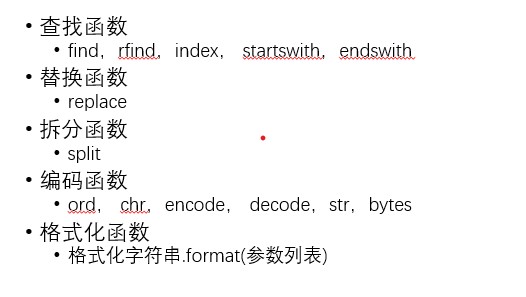 • 查找函数
• find，rfind，index， startswith，endswith
• 替换函数
• replace
• 拆分函数
• split
• 编码函数
• ord， chr，encode， decode，str，bytes
• 格式化函数
• 格式化字符串.format(参数列表)